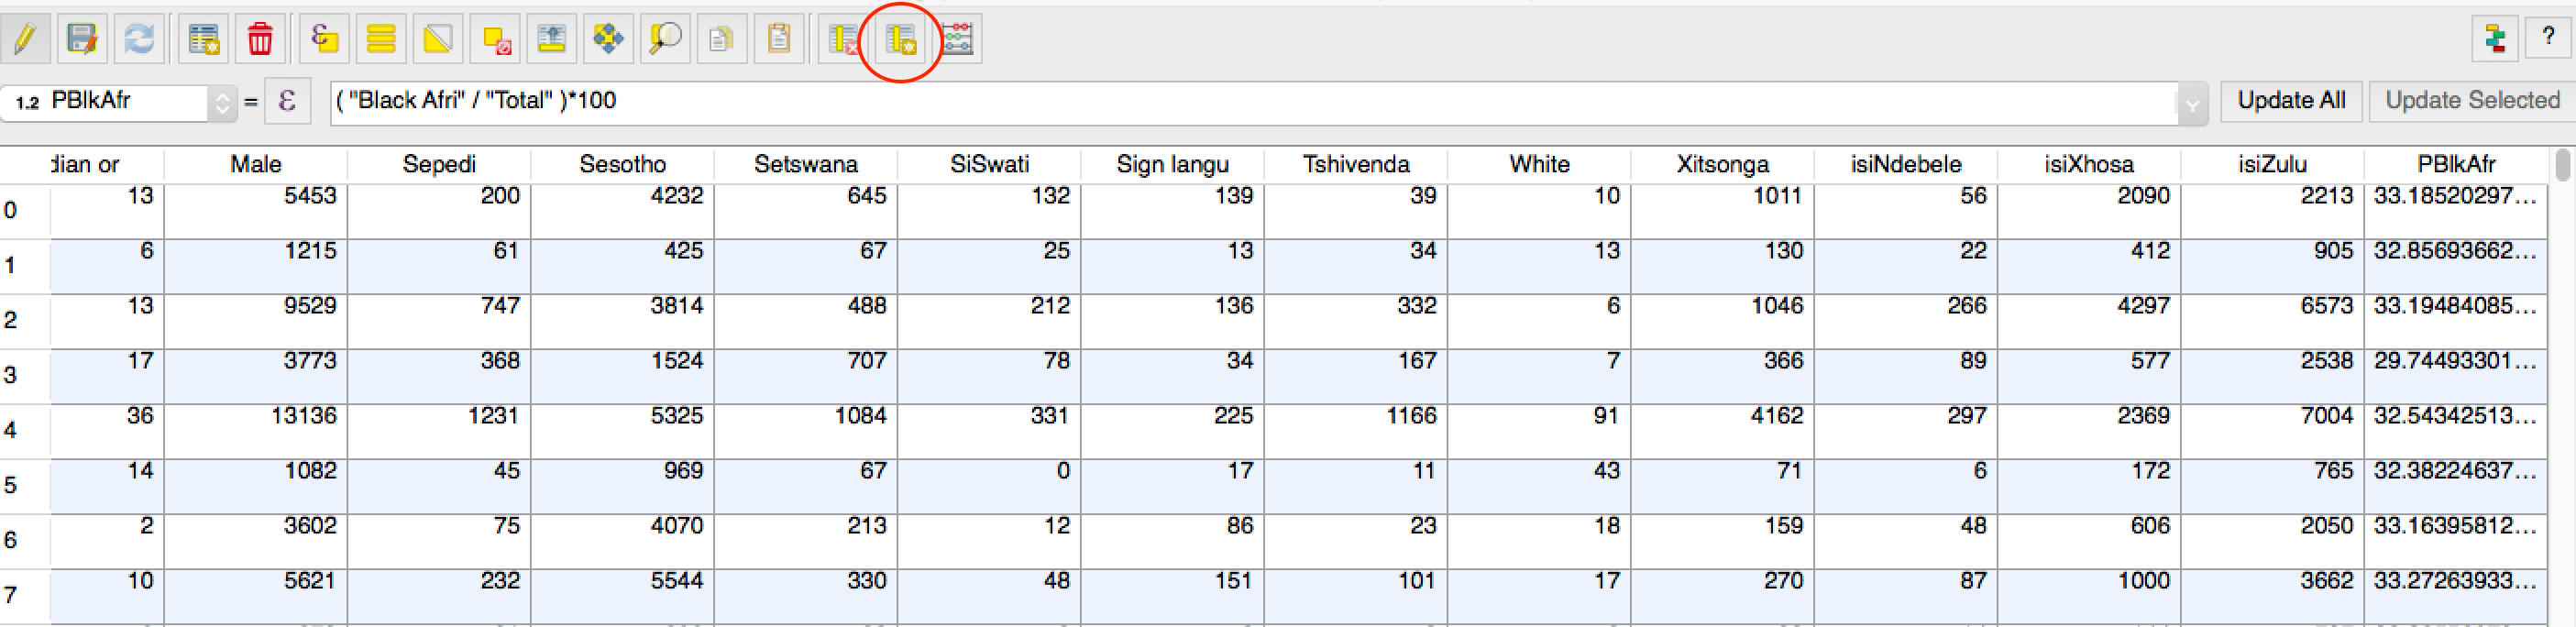 ?
1.2 PBlkAfr = ε ( "Black Afri" / "Total" )*100 Update All Update Selected
dian or Male Sepedi Sesotho Setswana SiSwati Sign langu Tshivenda White Xitsonga isiNdebele isiXhosa isiZulu PBlkAfr
0 13 5453 200 4232 645 132 139 39 10 1011 56 2090 2213 33.18520297...
1 6 1215 61 425 67 25 13 34 13 130 22 412 905 32.85693662...
2 13 9529 747 3814 488 212 136 332 6 1046 266 4297 6573 33.19484085...
3 17 3773 368 1524 707 78 34 167 7 366 89 577 2538 29.74493301...
4 36 13136 1231 5325 1084 331 225 1166 91 4162 297 2369 7004 32.54342513...
5 14 1082 45 969 67 0 17 11 43 71 6 172 765 32.38224637...
6 2 3602 75 4070 213 12 86 23 18 159 48 606 2050 33.16395812...
7 10 5621 232 5544 330 48 151 101 17 270 87 1000 3662 33.27263933...